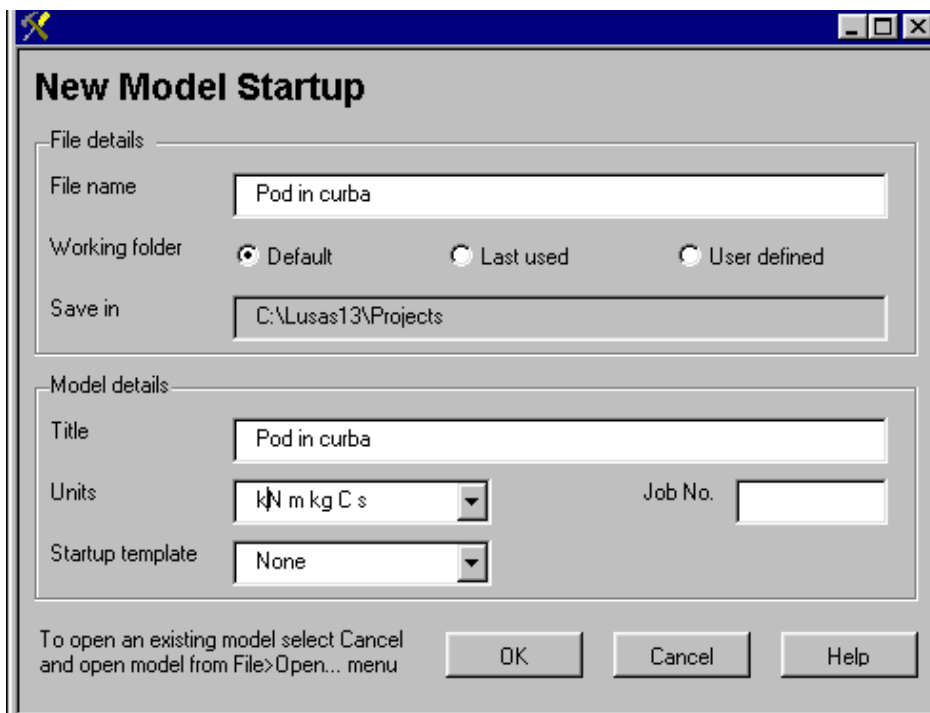 New Model Startup
File details
File name Pod in curba
Working folder Default Last used User defined
Save in C:\Lusas13\Projects
Model details
Title Pod in curba
Units kN m kg C s Job No.
Startup template None
To open an existing model select Cancel
and open model from File>Open... menu
OK Cancel Help